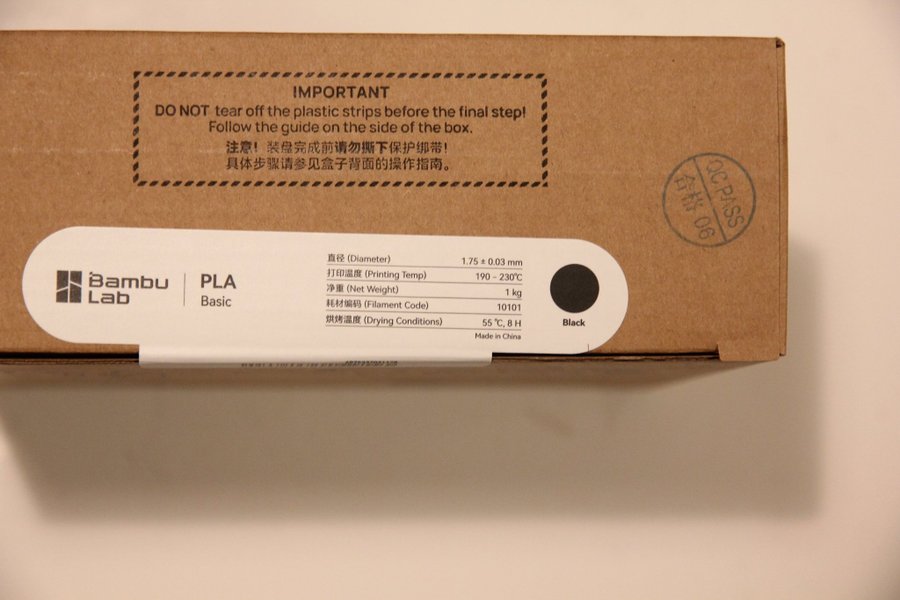 IMPORTANT
DO NOT tear off the plastic strips before the final step!
Follow the guide on the side of the box.
注意！装盘完成前请勿撕下保护绑带！
具体步骤请参见盒子背面的操作指南。
QC PASS
合格 06
Bambu
Lab
PLA
Basic
直径 (Diameter) 1.75 ± 0.03 mm
打印温度 (Printing Temp) 190 - 230℃
净重 (Net Weight) 1 kg
耗材编码 (Filament Code) 10101
烘烤温度 (Drying Conditions) 55 ℃, 8 H
Made in China
Black